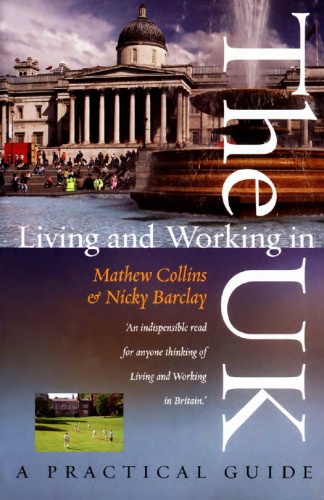 Living and Working in
The UK
Mathew Collins
& Nicky Barclay
'An indispensible read
for anyone thinking of
Living and Working
in Britain.'
A PRACTICAL GUIDE